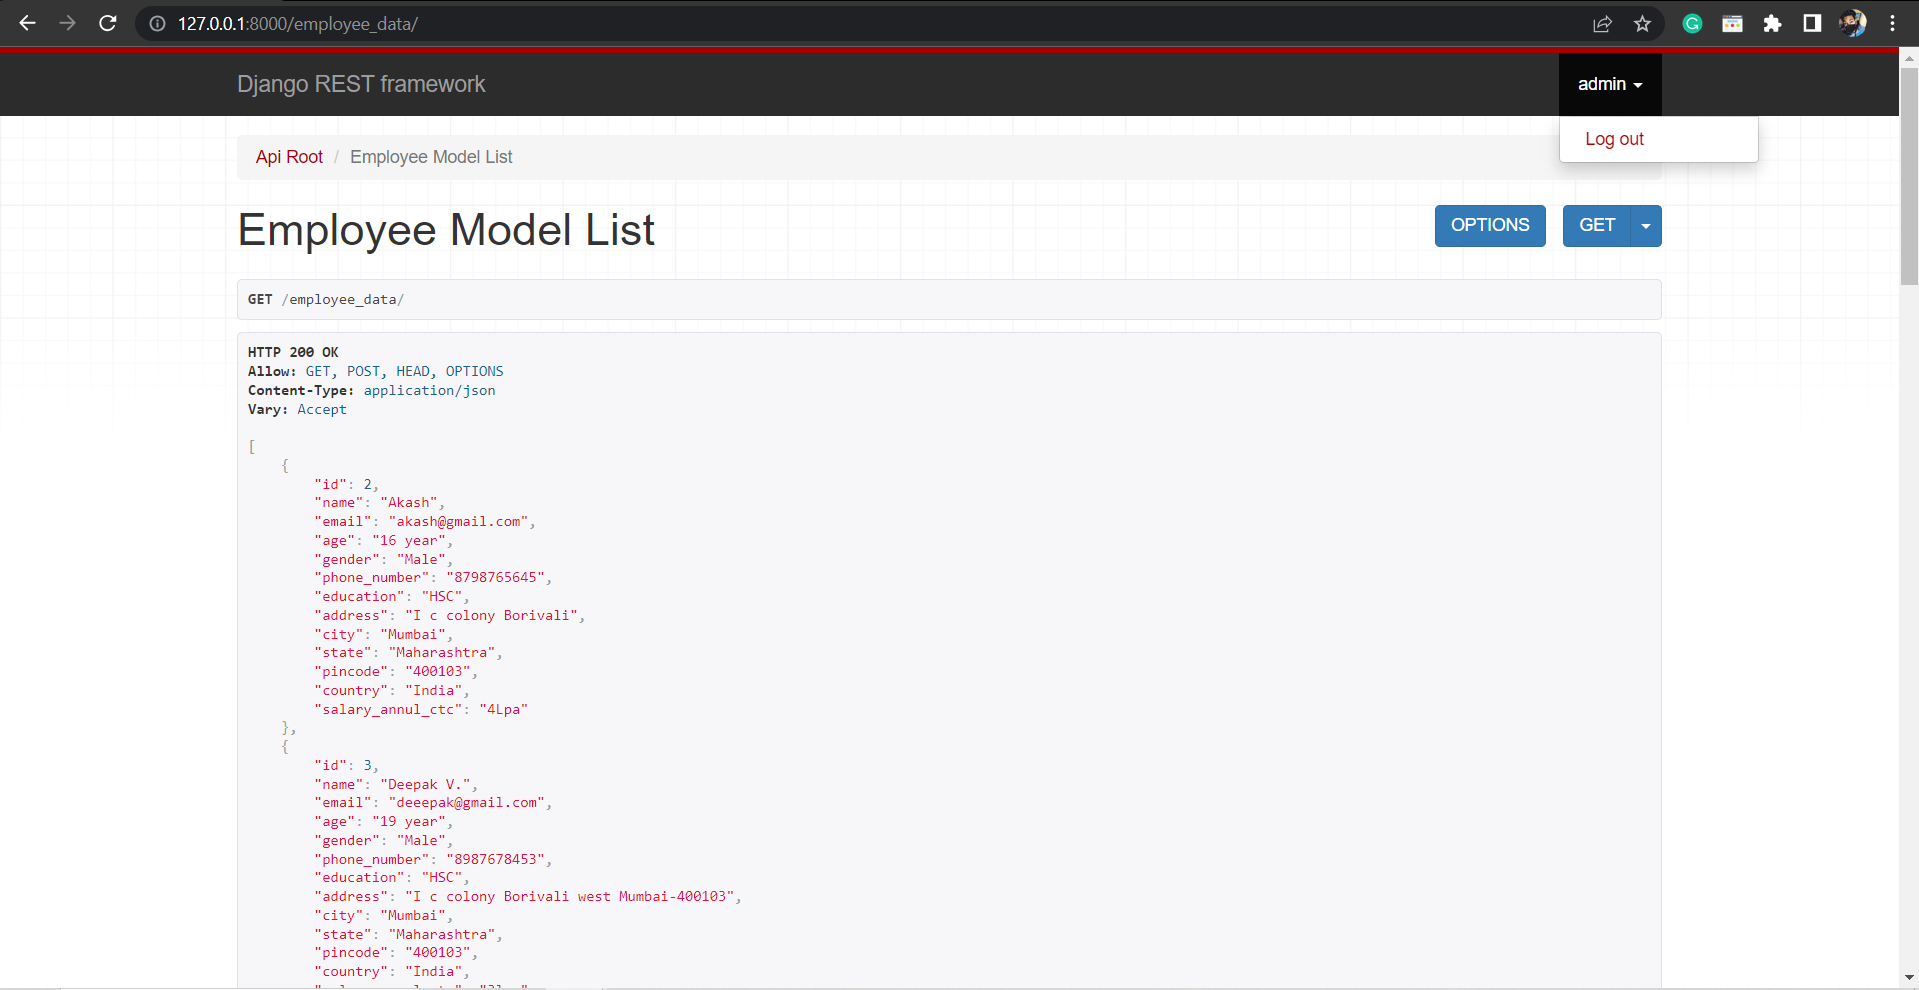 127.0.0.1:8000/employee_data/
Django REST framework
admin
Log out
Api Root / Employee Model List
Employee Model List
OPTIONS
GET
GET /employee_data/
HTTP 200 OK
Allow: GET, POST, HEAD, OPTIONS
Content-Type: application/json
Vary: Accept
[
{
"id": 2,
"name": "Akash",
"email": "akash@gmail.com",
"age": "16 year",
"gender": "Male",
"phone_number": "8798765645",
"education": "HSC",
"address": "I c colony Borivali",
"city": "Mumbai",
"state": "Maharashtra",
"pincode": "400103",
"country": "India",
"salary_annul_ctc": "4Lpa"
},
{
"id": 3,
"name": "Deepak V.",
"email": "deeepak@gmail.com",
"age": "19 year",
"gender": "Male",
"phone_number": "8987678453",
"education": "HSC",
"address": "I c colony Borivali west Mumbai-400103",
"city": "Mumbai",
"state": "Maharashtra",
"pincode": "400103",
"country": "India",